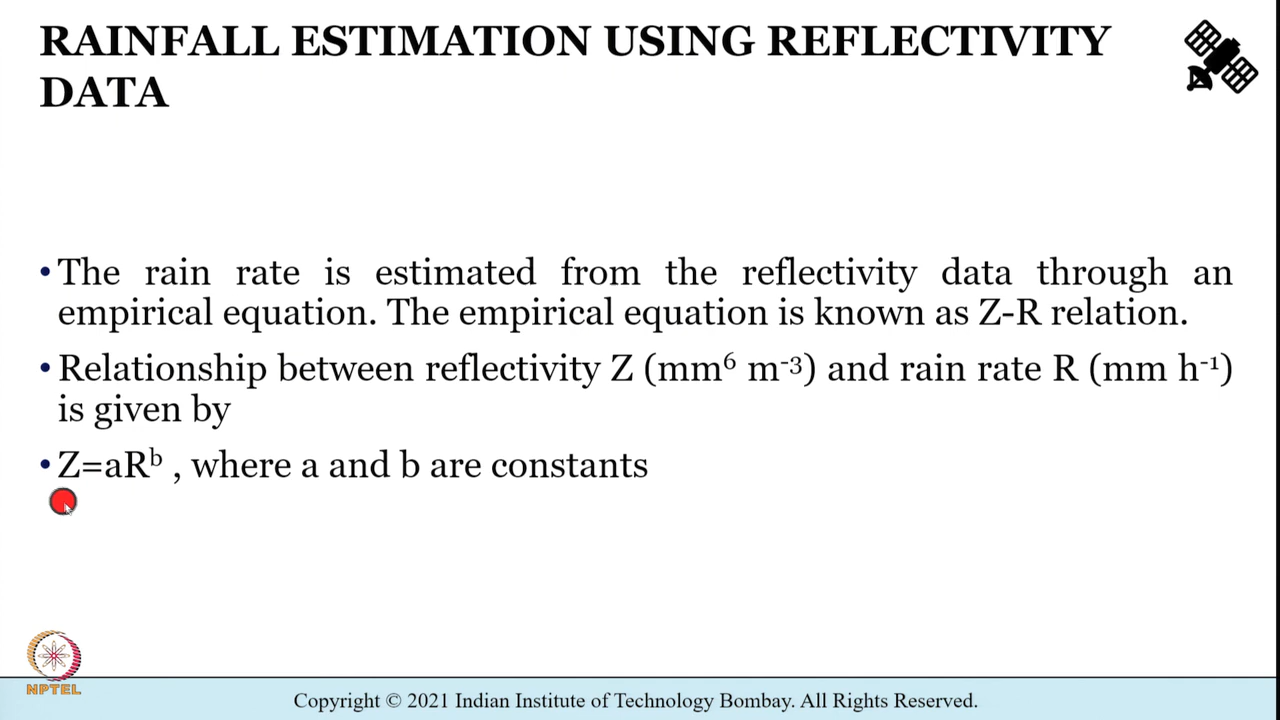 RAINFALL ESTIMATION USING REFLECTIVITY
DATA
•The rain rate is estimated from the reflectivity data through an
empirical equation. The empirical equation is known as Z-R relation.
•Relationship between reflectivity Z (mm⁶ m⁻³) and rain rate R (mm h⁻¹)
is given by
•Z=aRᵇ , where a and b are constants
NPTEL
Copyright © 2021 Indian Institute of Technology Bombay. All Rights Reserved.